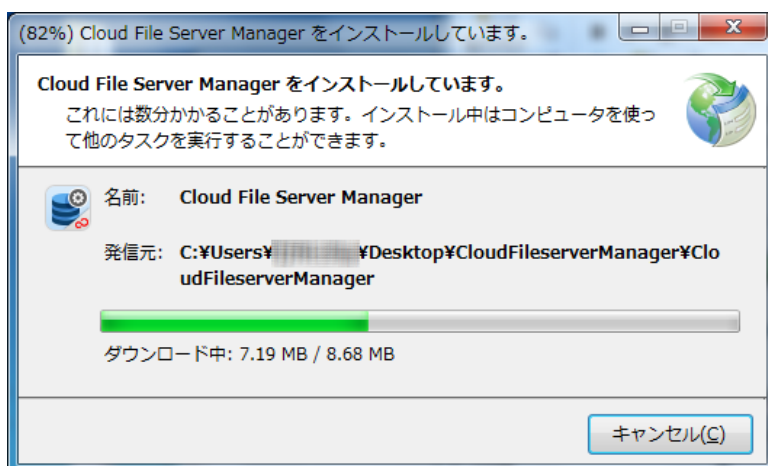 (82%) Cloud File Server Manager をインストールしています。
Cloud File Server Manager をインストールしています。
これには数分かかることがあります。インストール中はコンピュータを使っ
て他のタスクを実行することができます。
名前: Cloud File Server Manager
発信元: C:¥Users¥ ¥Desktop¥CloudFileserverManager¥Clo
udFileserverManager
ダウンロード中: 7.19 MB / 8.68 MB
キャンセル(C)